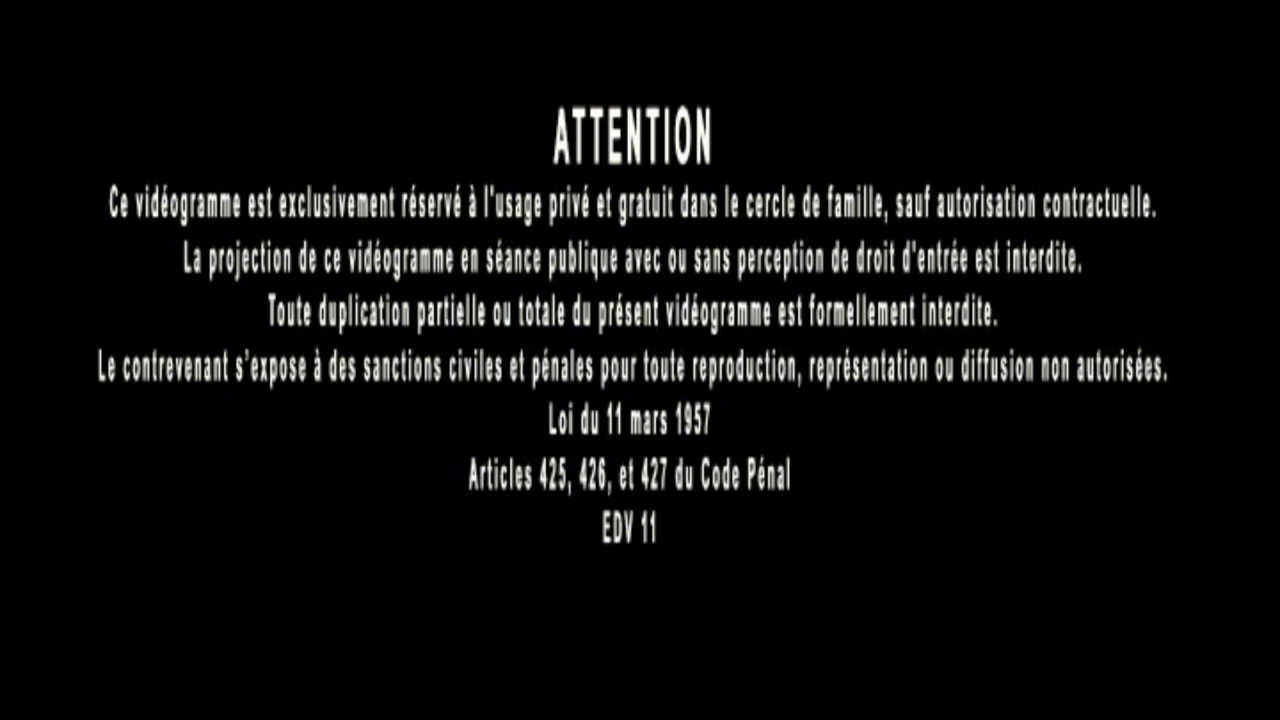 ATTENTION
Ce vidéogramme est exclusivement réservé à l'usage privé et gratuit dans le cercle de famille, sauf autorisation contractuelle.
La projection de ce vidéogramme en séance publique avec ou sans perception de droit d'entrée est interdite.
Toute duplication partielle ou totale du présent vidéogramme est formellement interdite.
Le contrevenant s'expose à des sanctions civiles et pénales pour toute reproduction, représentation ou diffusion non autorisées.
Loi du 11 mars 1957
Articles 425, 426, et 427 du Code Pénal
EDV 11